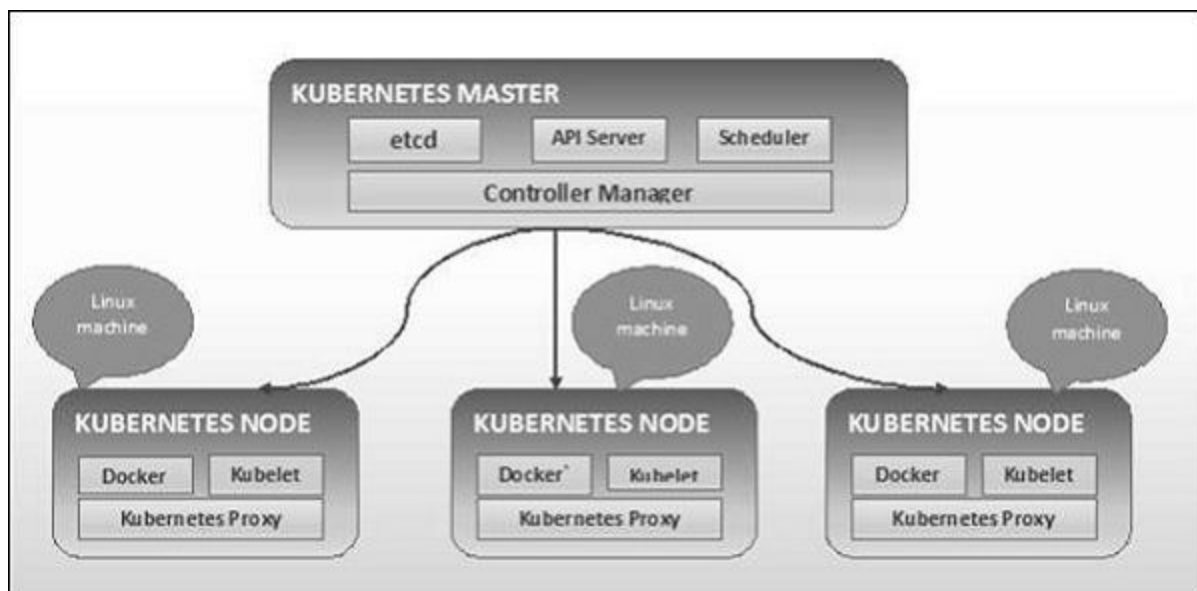 KUBERNETES MASTER
etcd
API Server
Scheduler
Controller Manager
Linux
machine
Linux
machine
Linux
machine
KUBERNETES NODE
Docker
Kubelet
Kubernetes Proxy
KUBERNETES NODE
Docker`
Kubelet
Kubernetes Proxy
KUBERNETES NODE
Docker
Kubelet
Kubernetes Proxy